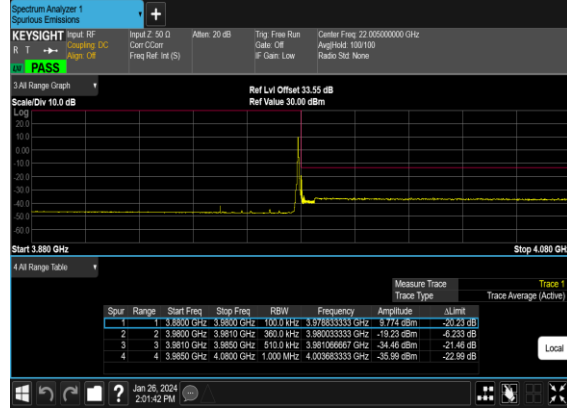 Spectrum Analyzer 1
Spurious Emissions
KEYSIGHT Input: RF Input Z: 50 Ω Atten: 20 dB Trig: Free Run Center Freq: 22.005000000 GHz
R T Coupling: DC Corr CCorr Gate: Off Avg|Hold: 100/100
Align: Off Freq Ref: Int (S) IF Gain: Low Radio Std: None
LW PASS
3 All Range Graph
Ref Lvl Offset 33.55 dB
Scale/Div 10.0 dB Ref Value 30.00 dBm
Log
20.0
10.0
0.00
-10.0
-20.0
-30.0
-40.0
-50.0
-60.0
Start 3.880 GHz Stop 4.080 GHz
4 All Range Table
Measure Trace Trace 1
Trace Type Trace Average (Active)
Spur Range Start Freq Stop Freq RBW Frequency Amplitude ΔLimit
1 1 3.8800 GHz 3.9800 GHz 100.0 kHz 3.978833333 GHz 9.774 dBm -20.23 dB
2 2 3.9800 GHz 3.9810 GHz 360.0 kHz 3.980033333 GHz -19.23 dBm -6.233 dB
3 3 3.9810 GHz 3.9850 GHz 510.0 kHz 3.981066667 GHz -34.46 dBm -21.46 dB
4 4 3.9850 GHz 4.0800 GHz 1.000 MHz 4.003683333 GHz -35.99 dBm -22.99 dB
Local
Jan 26, 2024
2:01:42 PM